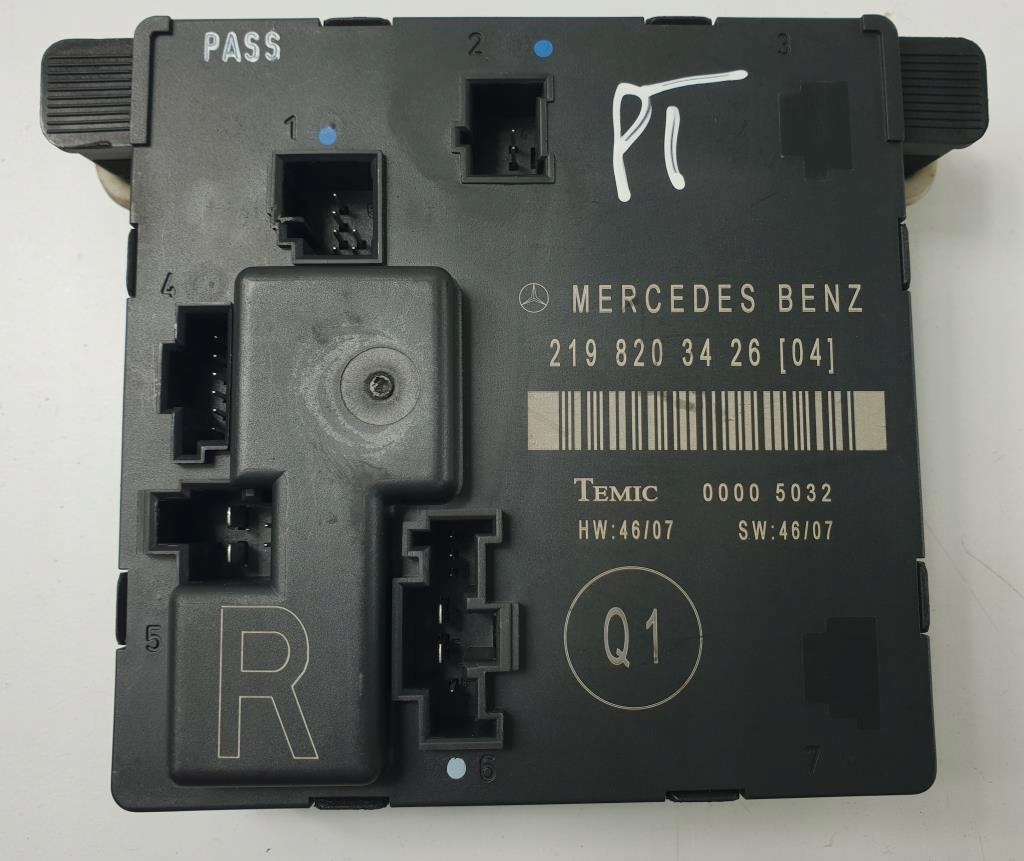 PASS
2
3
PT
1
4
MERCEDES BENZ
219 820 34 26 [04]
TEMIC 0000 5032
HW:46/07 SW:46/07
Q1
5
R
6
7